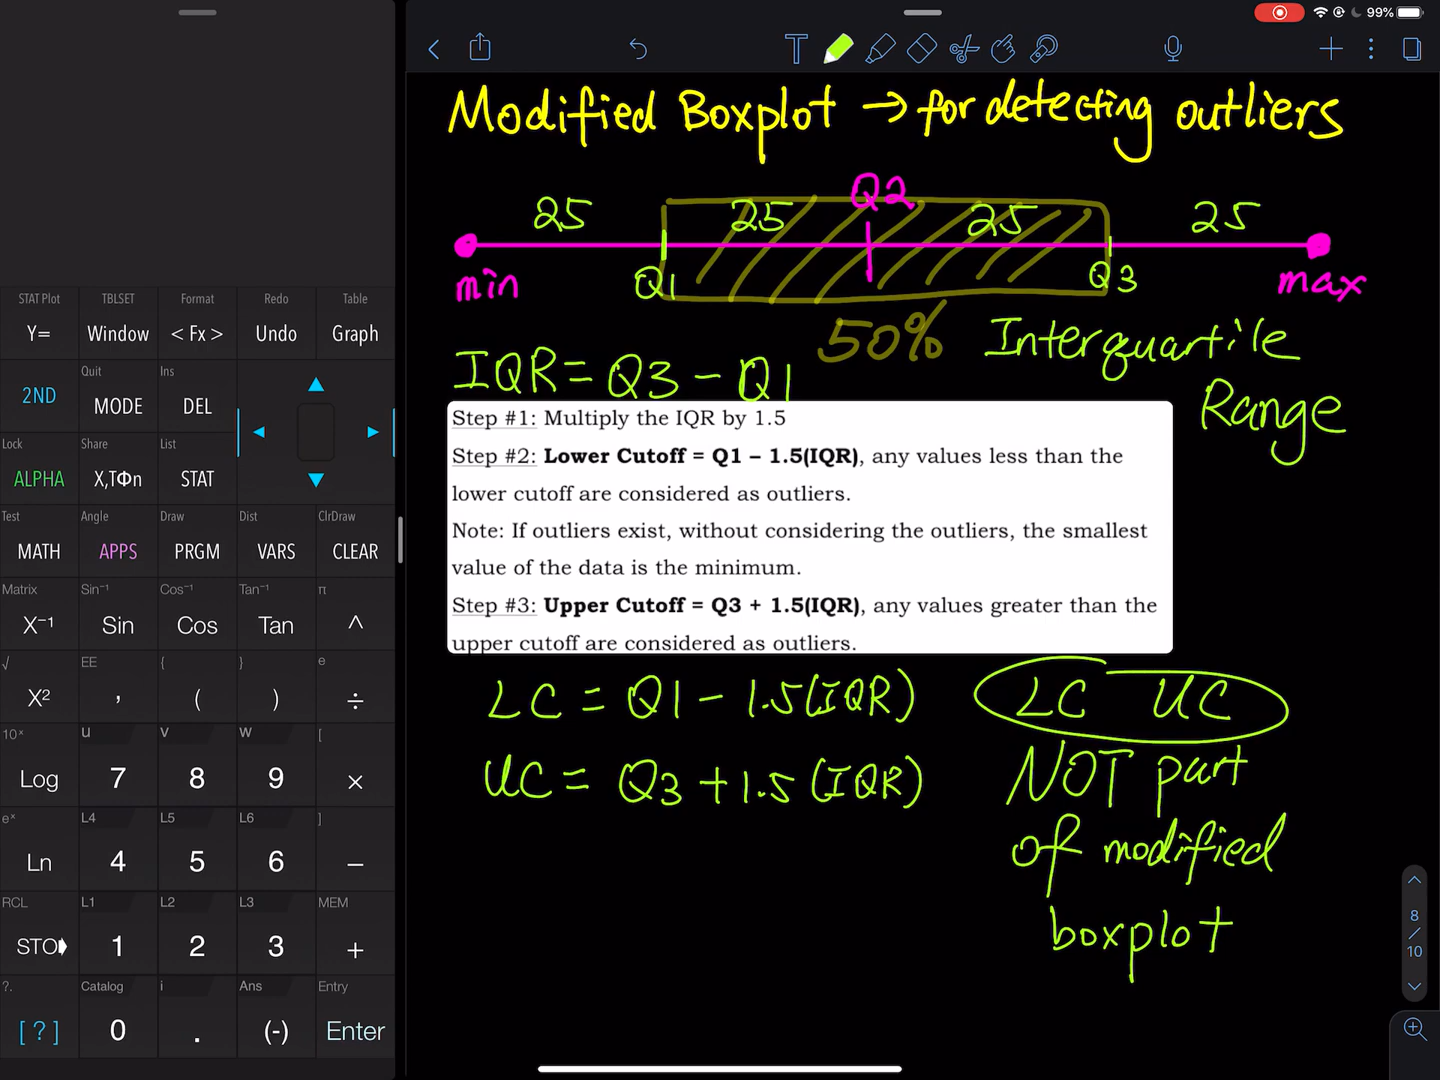 99%
Modified Boxplot → for detecting outliers
Q2
25 25 25 25
min Q1 Q3 max
50% Interquartile
Range
IQR = Q3 - Q1
Step #1: Multiply the IQR by 1.5
Step #2: Lower Cutoff = Q1 – 1.5(IQR), any values less than the
lower cutoff are considered as outliers.
Note: If outliers exist, without considering the outliers, the smallest
value of the data is the minimum.
Step #3: Upper Cutoff = Q3 + 1.5(IQR), any values greater than the
upper cutoff are considered as outliers.
LC = Q1 - 1.5(IQR)
UC = Q3 + 1.5(IQR)
LC UC
NOT part
of modified
boxplot
8
/
10
STAT Plot TBLSET Format Redo Table
Y= Window < Fx > Undo Graph
Quit Ins
2ND MODE DEL
Lock Share List
ALPHA X,TΦn STAT
Test Angle Draw Dist ClrDraw
MATH APPS PRGM VARS CLEAR
Matrix Sin⁻¹ Cos⁻¹ Tan⁻¹ π
X⁻¹ Sin Cos Tan ^
√ EE { } e
X² , ( ) ÷
10ˣ u v w [
Log 7 8 9 ×
eˣ L4 L5 L6 ]
Ln 4 5 6 −
RCL L1 L2 L3 MEM
STO 1 2 3 +
?. Catalog i Ans Entry
[ ? ] 0 . (-) Enter